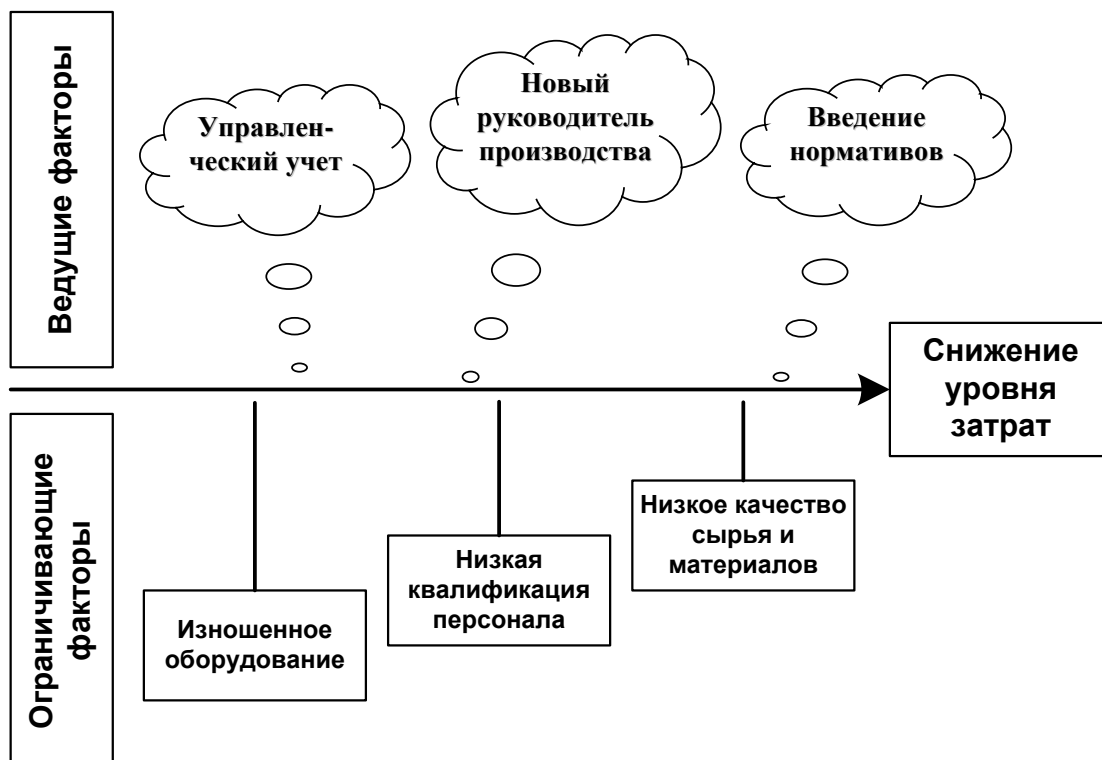 Ведущие факторы
Управлен-
ческий учет
Новый
руководитель
производства
Введение
нормативов
Снижение
уровня
затрат
Ограничивающие
факторы
Изношенное
оборудование
Низкая
квалификация
персонала
Низкое качество
сырья и
материалов